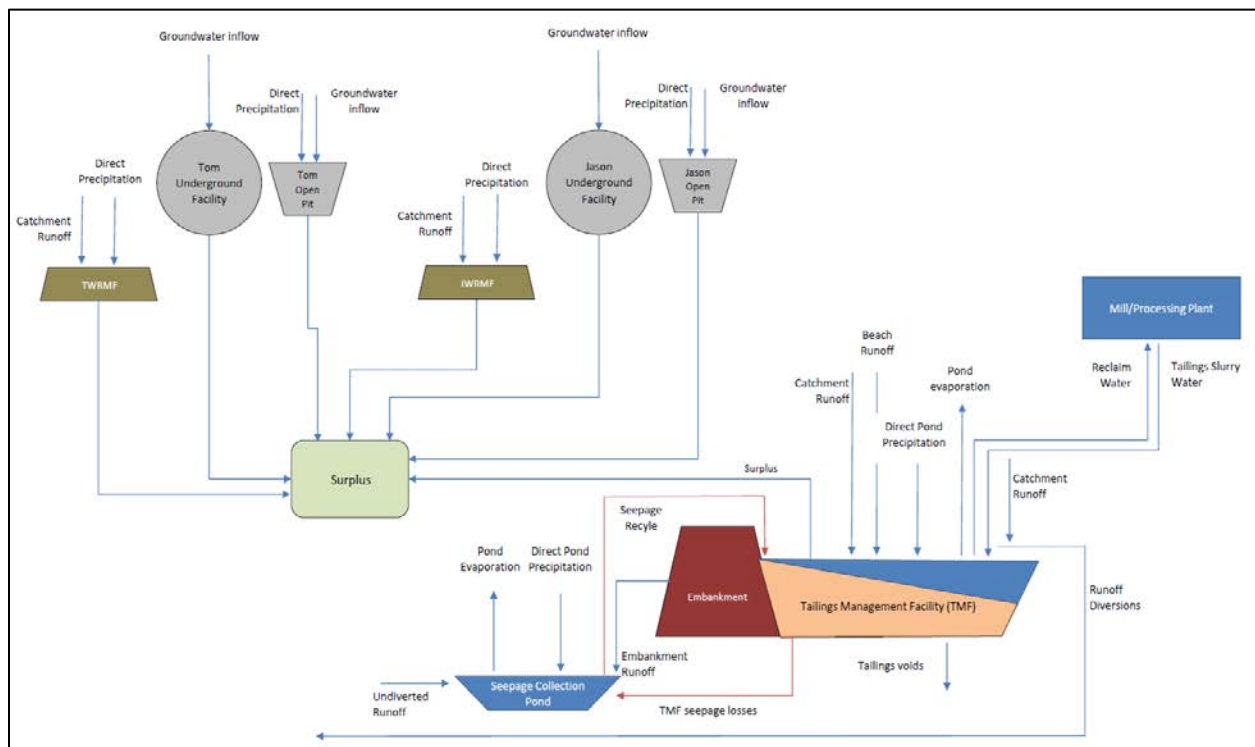 Groundwater inflow
Groundwater inflow
Direct
Precipitation
Groundwater
inflow
Direct
Precipitation
Groundwater
inflow
Direct
Precipitation
Tom
Underground
Facility
Tom
Open
Pit
Direct
Precipitation
Jason
Underground
Facility
Jason
Open
Pit
Catchment
Runoff
Catchment
Runoff
TWRMF
JWRMF
Mill/Processing Plant
Beach
Runoff
Pond
evaporation
Reclaim
Water
Tailings Slurry
Water
Catchment
Runoff
Direct Pond
Precipitation
Surplus
Surplus
Catchment
Runoff
Seepage
Recyle
Pond
Evaporation
Direct Pond
Precipitation
Embankment
Tailings Management Facility (TMF)
Runoff
Diversions
Embankment
Runoff
Tailings voids
Undiverted
Runoff
Seepage Collection
Pond
TMF seepage losses